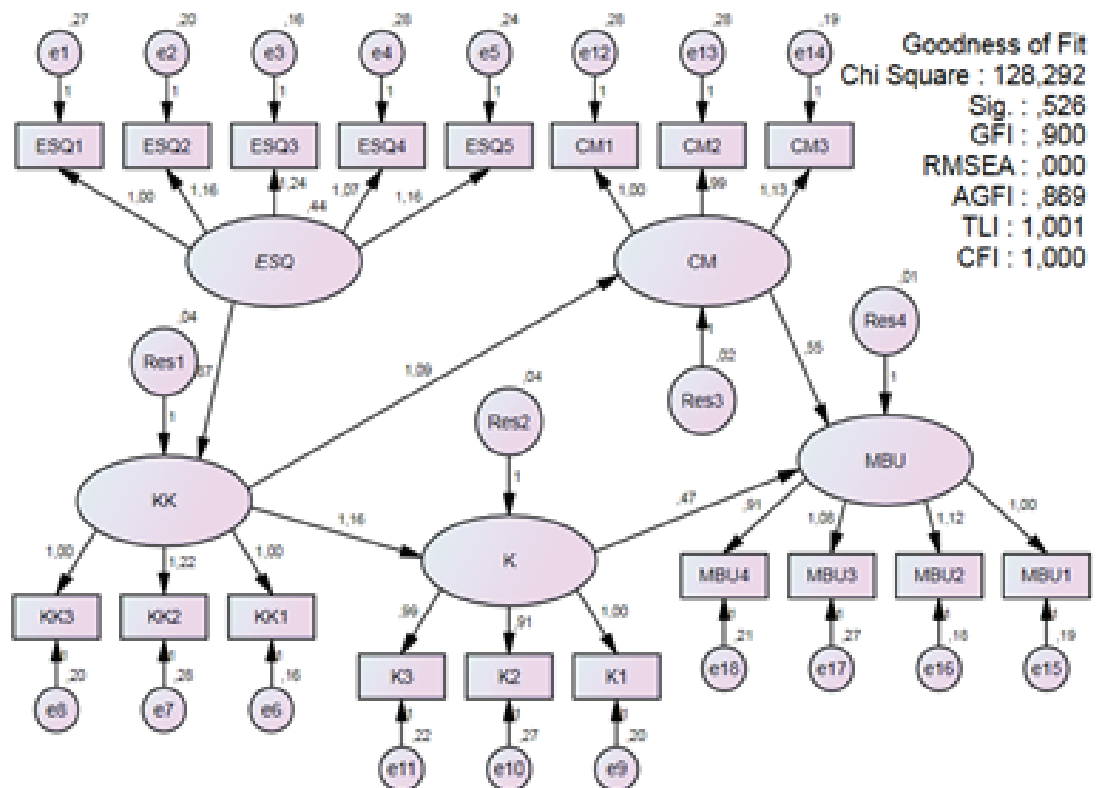 ,27 ,20 ,16 ,28 ,24 ,28 ,28 ,19
e1 e2 e3 e4 e5 e12 e13 e14
Goodness of Fit
Chi Square : 128,292
Sig. : ,526
GFI : ,900
RMSEA : ,000
AGFI : ,869
TLI : 1,001
CFI : 1,000
1 1 1 1 1 1 1 1
ESQ1 ESQ2 ESQ3 ESQ4 ESQ5 CM1 CM2 CM3
1,00 1,16 1,24 1,07 1,16 1,00 ,99 1,13
,44
ESQ CM
,04 ,01
Res1 Res4
,67 1,09 1 ,02 ,55 1
Res3
1 ,04
Res2
KK MBU
1 1,16 ,47
1,00 1,22 1,00 K ,91 1,08 1,12 1,00
MBU4 MBU3 MBU2 MBU1
KK3 KK2 KK1
,99 ,91 1,00
,21 ,27 ,16 ,19
e18 e17 e16 e15
,20 ,28 ,16
K3 K2 K1
e8 e7 e6
,22 ,27 ,20
e11 e10 e9